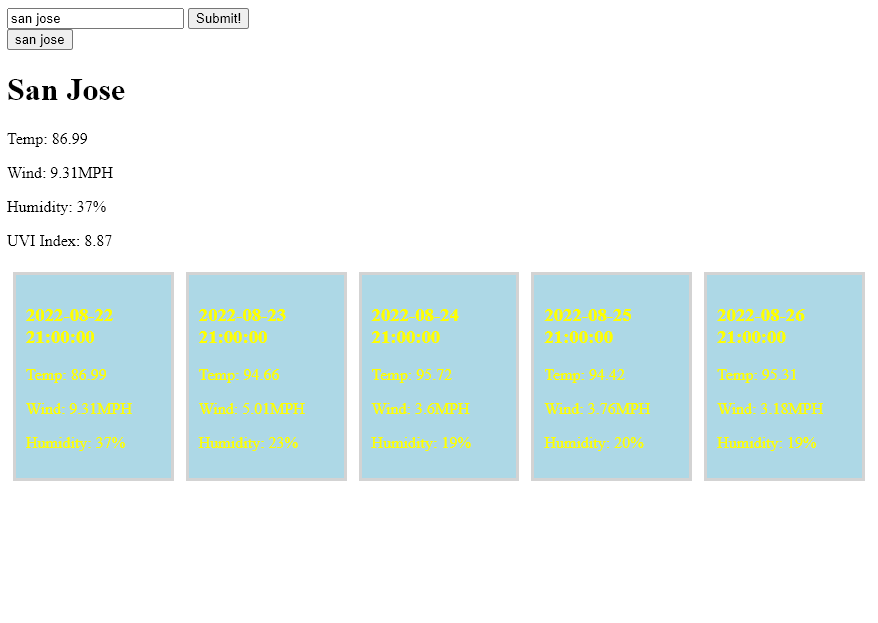 san jose Submit!
san jose
San Jose
Temp: 86.99
Wind: 9.31MPH
Humidity: 37%
UVI Index: 8.87
2022-08-22
21:00:00
Temp: 86.99
Wind: 9.31MPH
Humidity: 37%
2022-08-23
21:00:00
Temp: 94.66
Wind: 5.01MPH
Humidity: 23%
2022-08-24
21:00:00
Temp: 95.72
Wind: 3.6MPH
Humidity: 19%
2022-08-25
21:00:00
Temp: 94.42
Wind: 3.76MPH
Humidity: 20%
2022-08-26
21:00:00
Temp: 95.31
Wind: 3.18MPH
Humidity: 19%